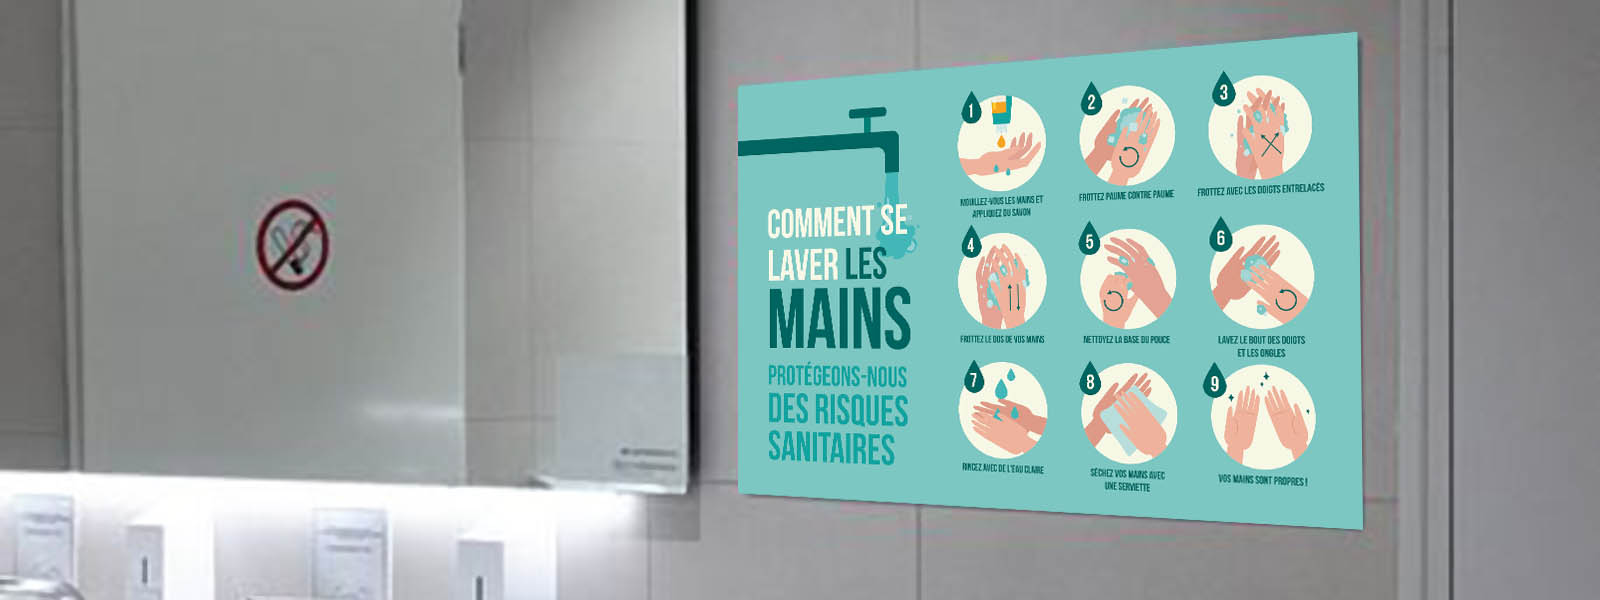 COMMENT SE
LAVER LES
MAINS
PROTÉGEONS-NOUS
DES RISQUES
SANITAIRES
1
MOUILLEZ-VOUS LES MAINS ET
APPLIQUEZ DU SAVON
2
FROTTEZ PAUME CONTRE PAUME
3
FROTTEZ AVEC LES DOIGTS ENTRELACÉS
4
FROTTEZ LE DOS DE VOS MAINS
5
NETTOYEZ LA BASE DU POUCE
6
LAVEZ LE BOUT DES DOIGTS
ET LES ONGLES
7
RINCEZ AVEC DE L'EAU CLAIRE
8
SÉCHEZ VOS MAINS AVEC
UNE SERVIETTE
9
VOS MAINS SONT PROPRES !